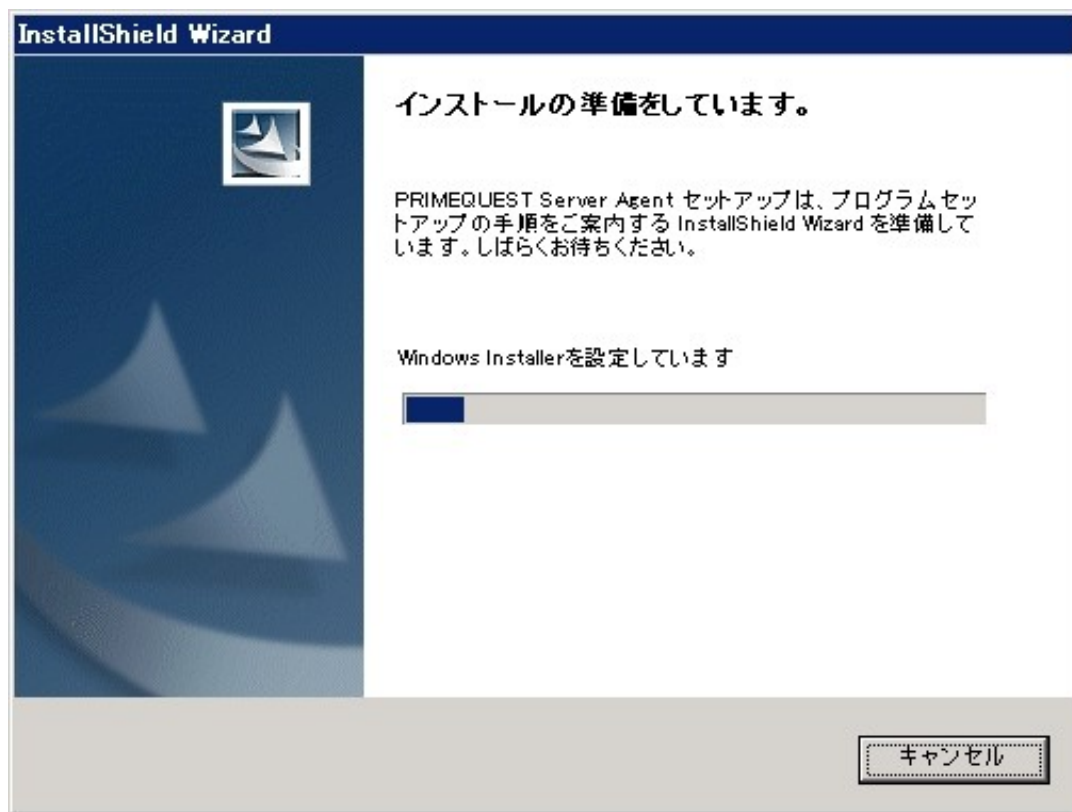 InstallShield Wizard
インストールの準備をしています。
PRIMEQUEST Server Agent セットアップは、プログラムセッ
トアップの手順をご案内する InstallShield Wizard を準備して
います。しばらくお待ちください。
Windows Installerを設定しています
キャンセル